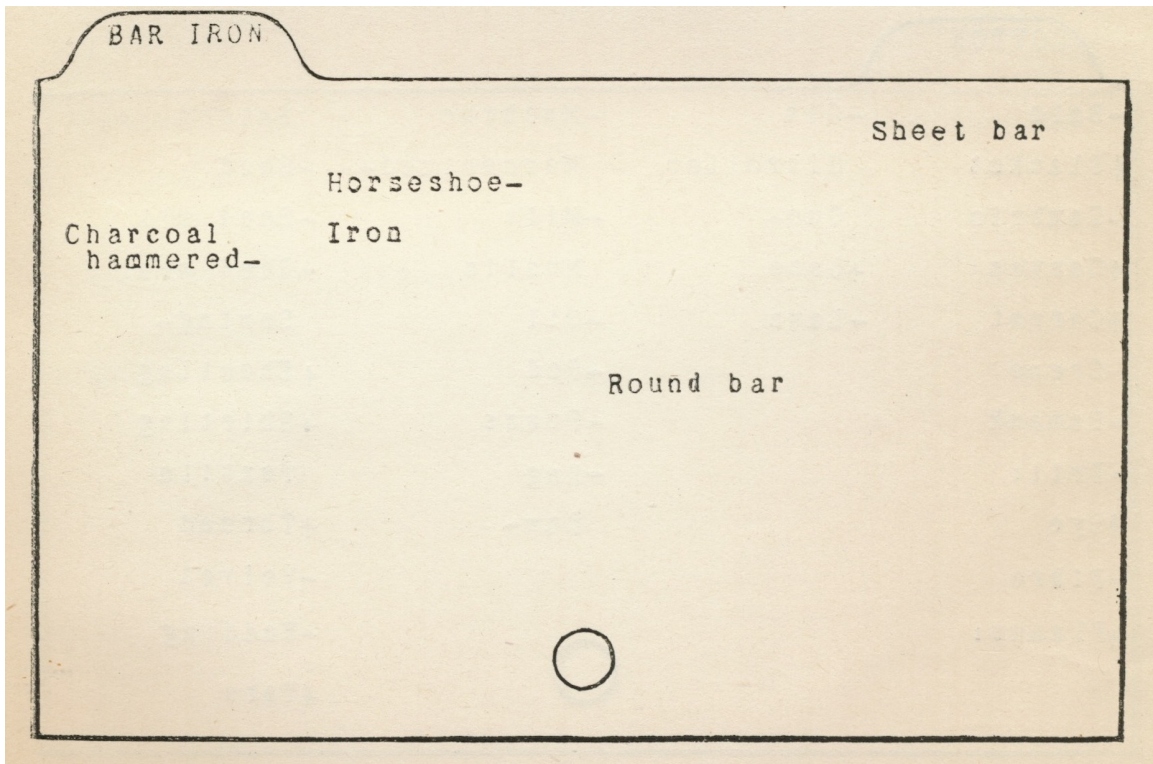 BAR IRON
Charcoal
hammered-
Horseshoe-
Iron
Round bar
Sheet bar